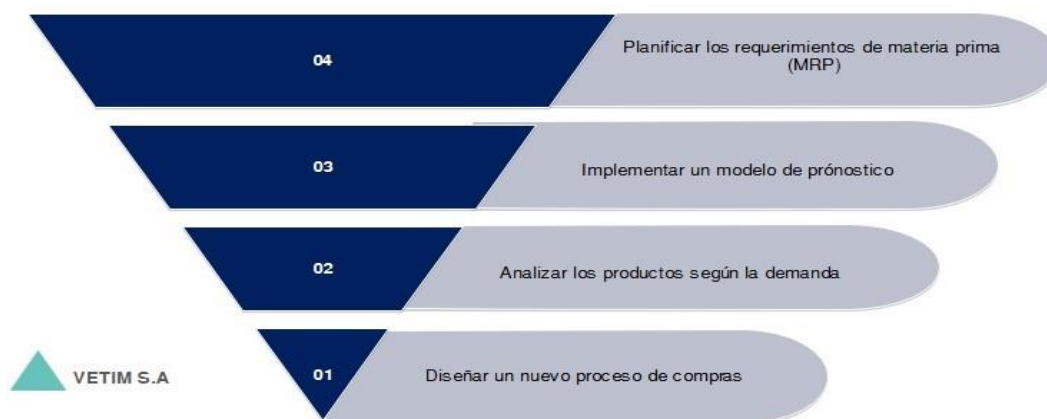 04
Planificar los requerimientos de materia prima
(MRP)
03
Implementar un modelo de prónostico
02
Analizar los productos según la demanda
VETIM S.A
01
Diseñar un nuevo proceso de compras